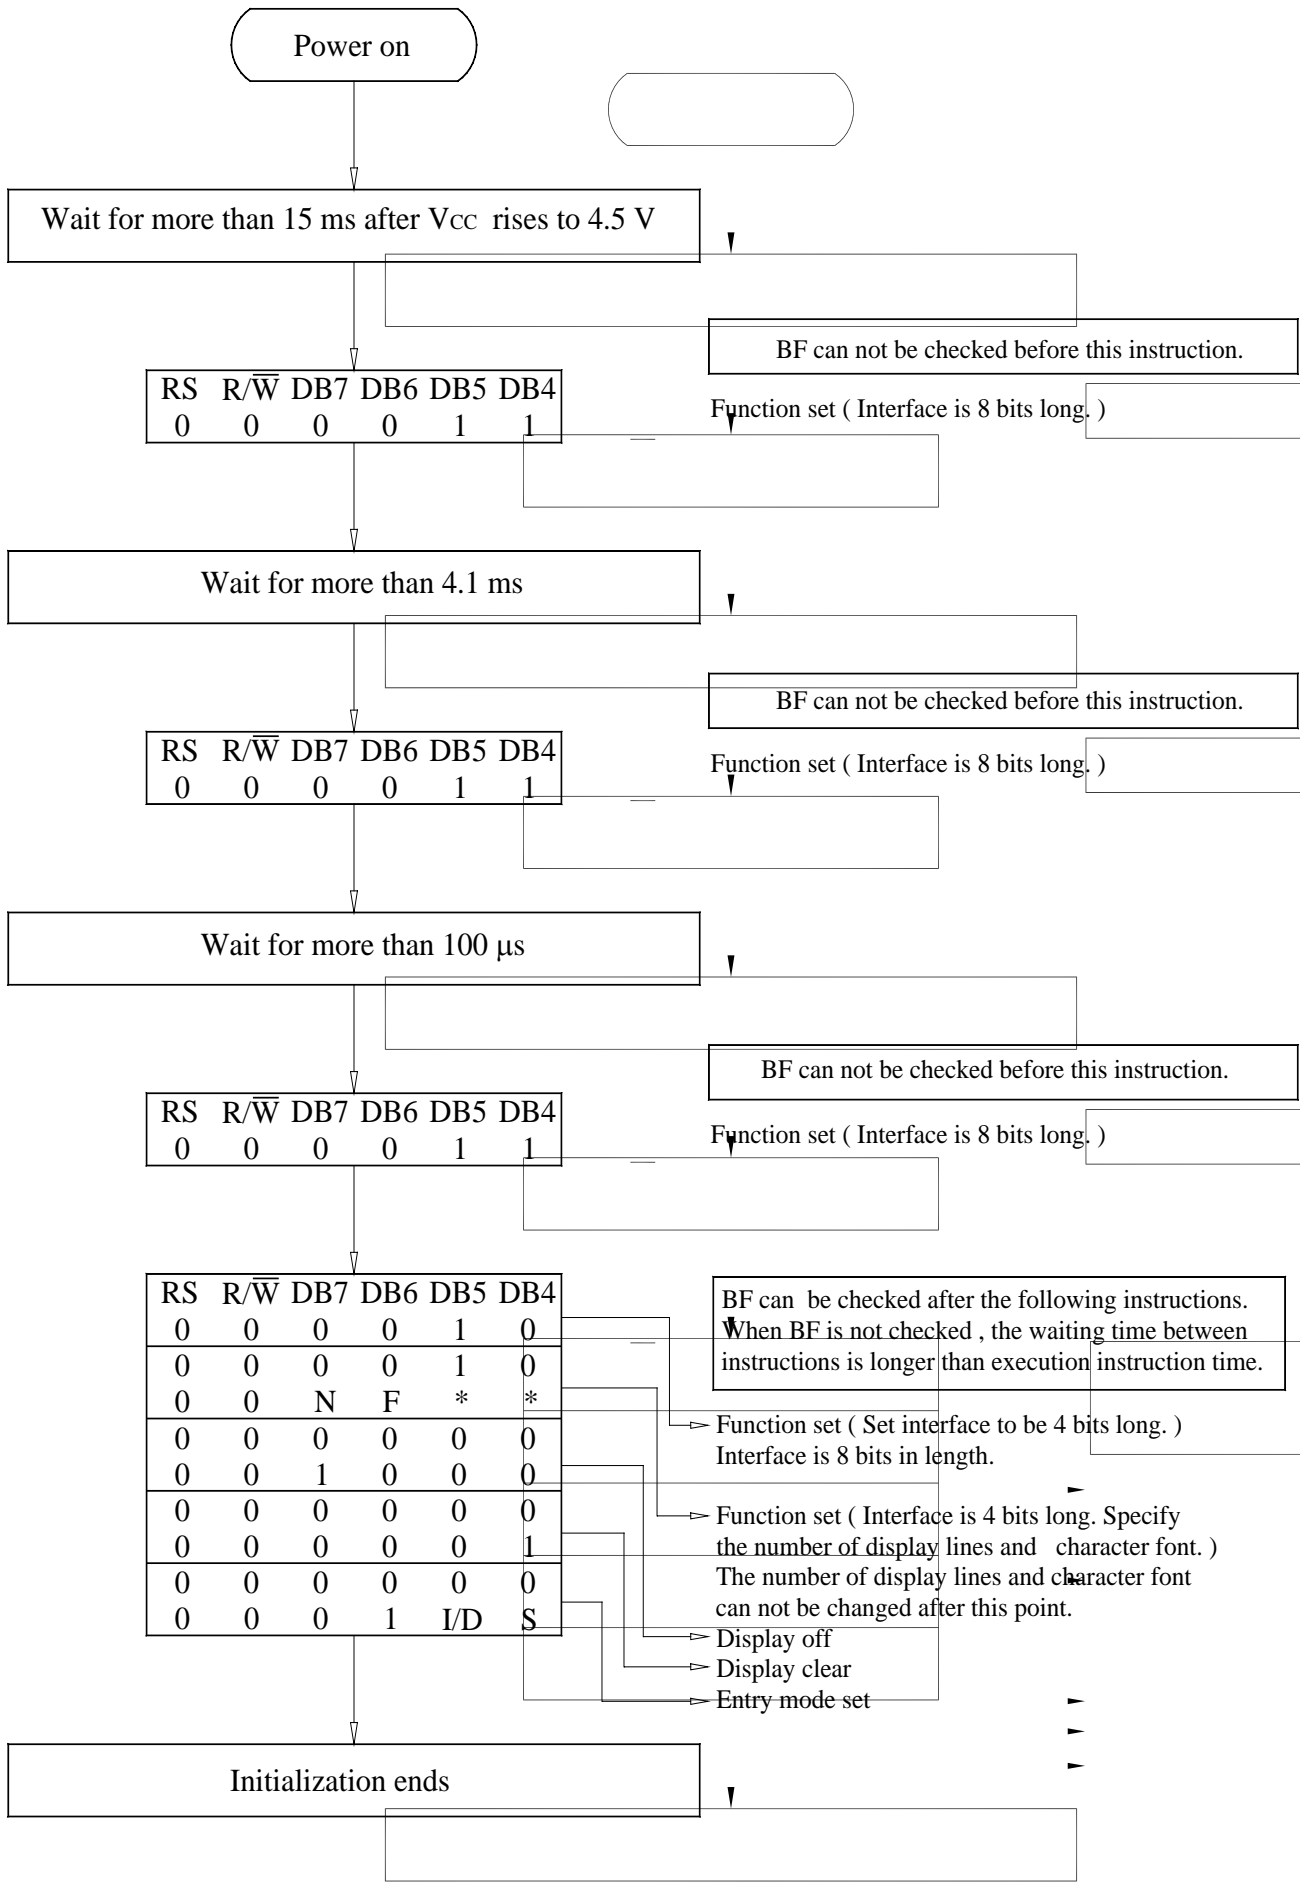 Power on
Wait for more than 15 ms after VCC rises to 4.5 V
BF can not be checked before this instruction.
RS R/W̅ DB7 DB6 DB5 DB4
0 0 0 0 1 1
Function set ( Interface is 8 bits long. )
Wait for more than 4.1 ms
BF can not be checked before this instruction.
RS R/W̅ DB7 DB6 DB5 DB4
0 0 0 0 1 1
Function set ( Interface is 8 bits long. )
Wait for more than 100 µs
BF can not be checked before this instruction.
RS R/W̅ DB7 DB6 DB5 DB4
0 0 0 0 1 1
Function set ( Interface is 8 bits long. )
RS R/W̅ DB7 DB6 DB5 DB4
0 0 0 0 1 0
0 0 0 0 1 0
0 0 N F * *
0 0 0 0 0 0
0 0 1 0 0 0
0 0 0 0 0 0
0 0 0 0 0 1
0 0 0 0 0 0
0 0 0 1 I/D S
BF can be checked after the following instructions.
When BF is not checked , the waiting time between
instructions is longer than execution instruction time.
Function set ( Set interface to be 4 bits long. )
Interface is 8 bits in length.
Function set ( Interface is 4 bits long. Specify
the number of display lines and character font. )
The number of display lines and character font
can not be changed after this point.
Display off
Display clear
Entry mode set
Initialization ends